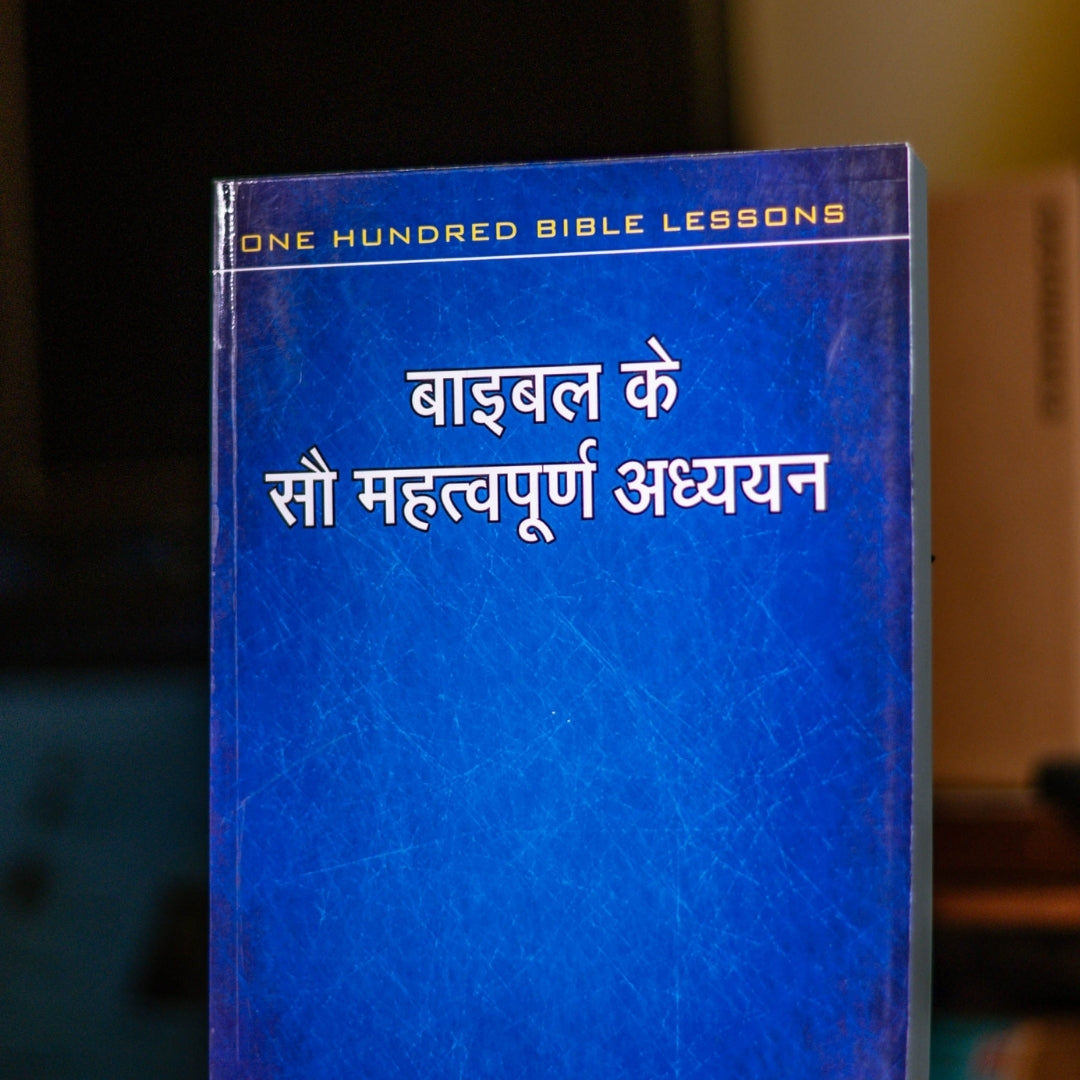 ONE HUNDRED BIBLE LESSONS
बाइबल के
सौ महत्वपूर्ण अध्ययन